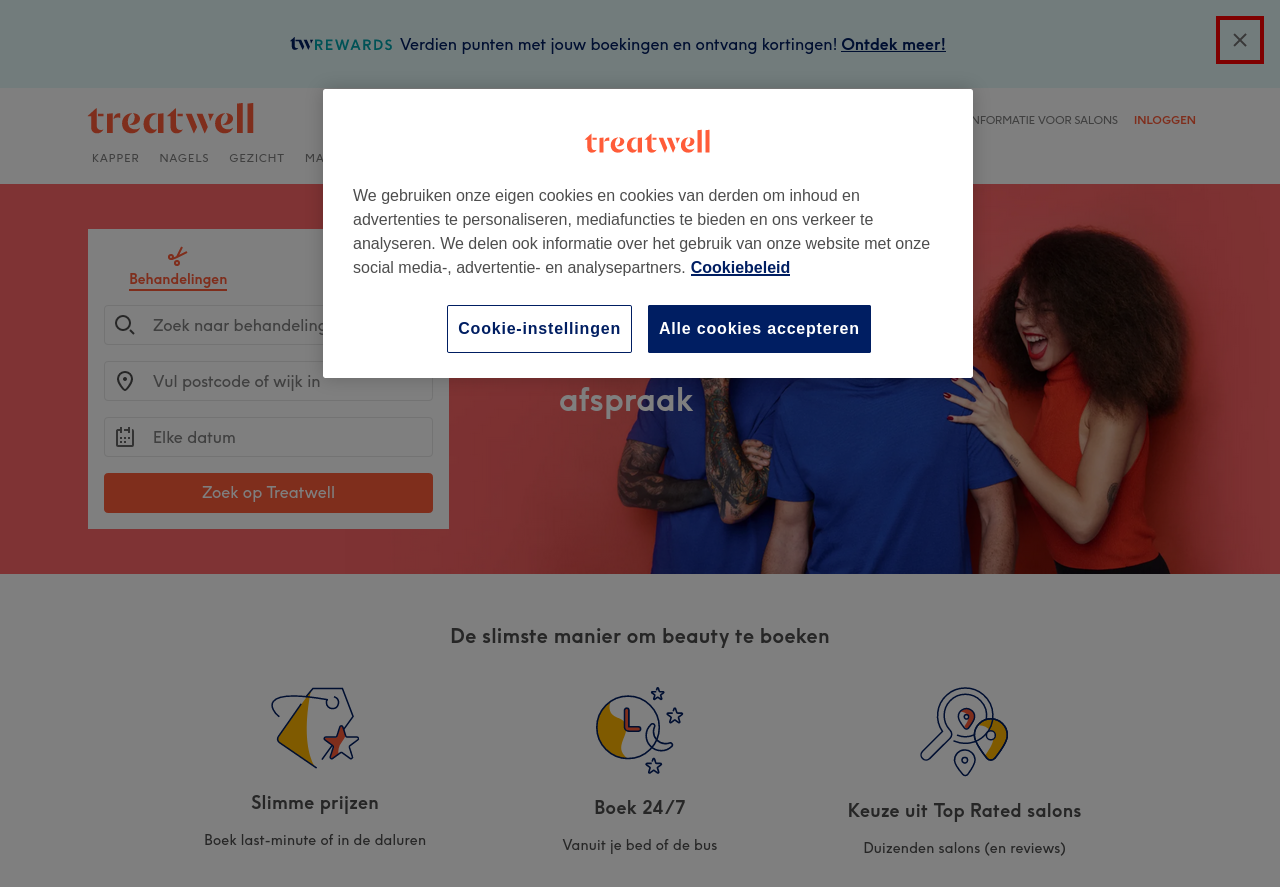 twREWARDS Verdien punten met jouw boekingen en ontvang kortingen! Ontdek meer!
treatwell
INFORMATIE VOOR SALONS INLOGGEN
KAPPER NAGELS GEZICHT MA
treatwell
We gebruiken onze eigen cookies en cookies van derden om inhoud en
advertenties te personaliseren, mediafuncties te bieden en ons verkeer te
analyseren. We delen ook informatie over het gebruik van onze website met onze
social media-, advertentie- en analysepartners. Cookiebeleid
Cookie-instellingen Alle cookies accepteren
Behandelingen
Zoek naar behandeling
Vul postcode of wijk in
Elke datum
Zoek op Treatwell
afspraak
De slimste manier om beauty te boeken
Slimme prijzen
Boek last-minute of in de daluren
Boek 24/7
Vanuit je bed of de bus
Keuze uit Top Rated salons
Duizenden salons (en reviews)